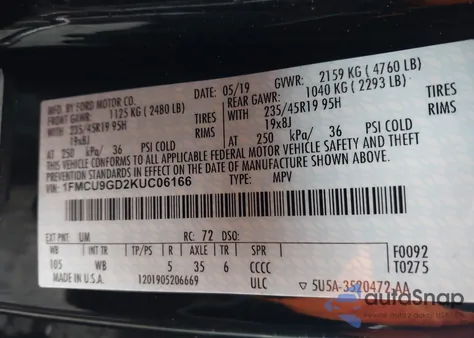 MFD. BY FORD MOTOR CO.
05/19 GVWR: 2159 KG ( 4760 LB)
FRONT GAWR: 1125 KG ( 2480 LB)
REAR GAWR: 1040 KG ( 2293 LB)
WITH 235/45R19 95H TIRES
WITH 235/45R19 95H TIRES
19x8J RIMS
19x8J RIMS
AT 250 kPa/ 36 PSI COLD
AT 250 kPa/ 36 PSI COLD
THIS VEHICLE CONFORMS TO ALL APPLICABLE FEDERAL MOTOR VEHICLE SAFETY AND THEFT
PREVENTION STANDARDS IN EFFECT ON THE DATE OF MANUFACTURE SHOWN ABOVE.
VIN: 1FMCU9GD2KUC06166 TYPE: MPV
EXT PNT: UM RC: 72 DSO:
WB INT TR TP/PS R AXLE TR SPR
105 WB 5 35 6 CCCC
F0092
T0275
MADE IN U.S.A. 1201905206669 ULC
5U5A-3520472-AA
autoSnap